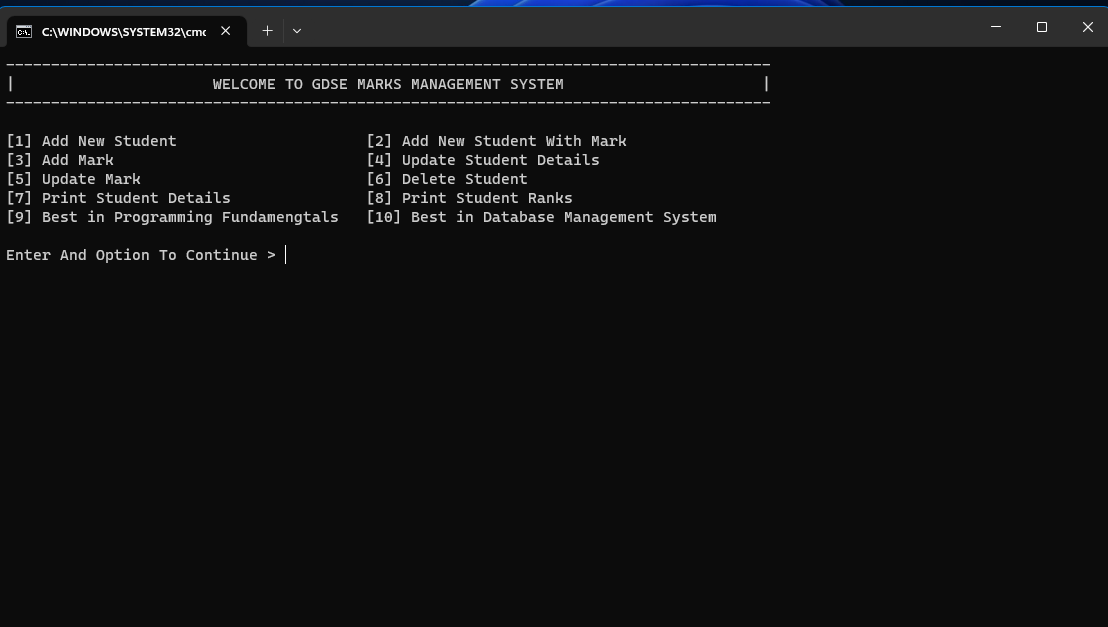 C:\WINDOWS\SYSTEM32\cmc
--------------------------------------------------------------------------------
| WELCOME TO GDSE MARKS MANAGEMENT SYSTEM |
--------------------------------------------------------------------------------
[1] Add New Student [2] Add New Student With Mark
[3] Add Mark [4] Update Student Details
[5] Update Mark [6] Delete Student
[7] Print Student Details [8] Print Student Ranks
[9] Best in Programming Fundamengtals [10] Best in Database Management System
Enter And Option To Continue >